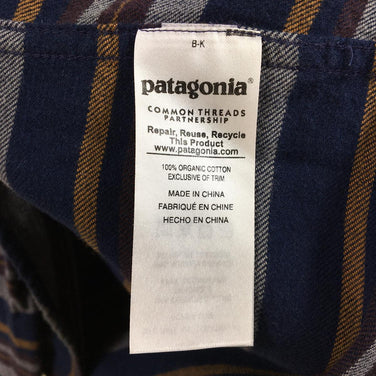 B-K
patagonia®
COMMON THREADS
PARTNERSHIP
Repair, Reuse, Recycle
This Product
www.patagonia.com
100% ORGANIC COTTON
EXCLUSIVE OF TRIM
MADE IN CHINA
FABRIQUÉ EN CHINE
HECHO EN CHINA